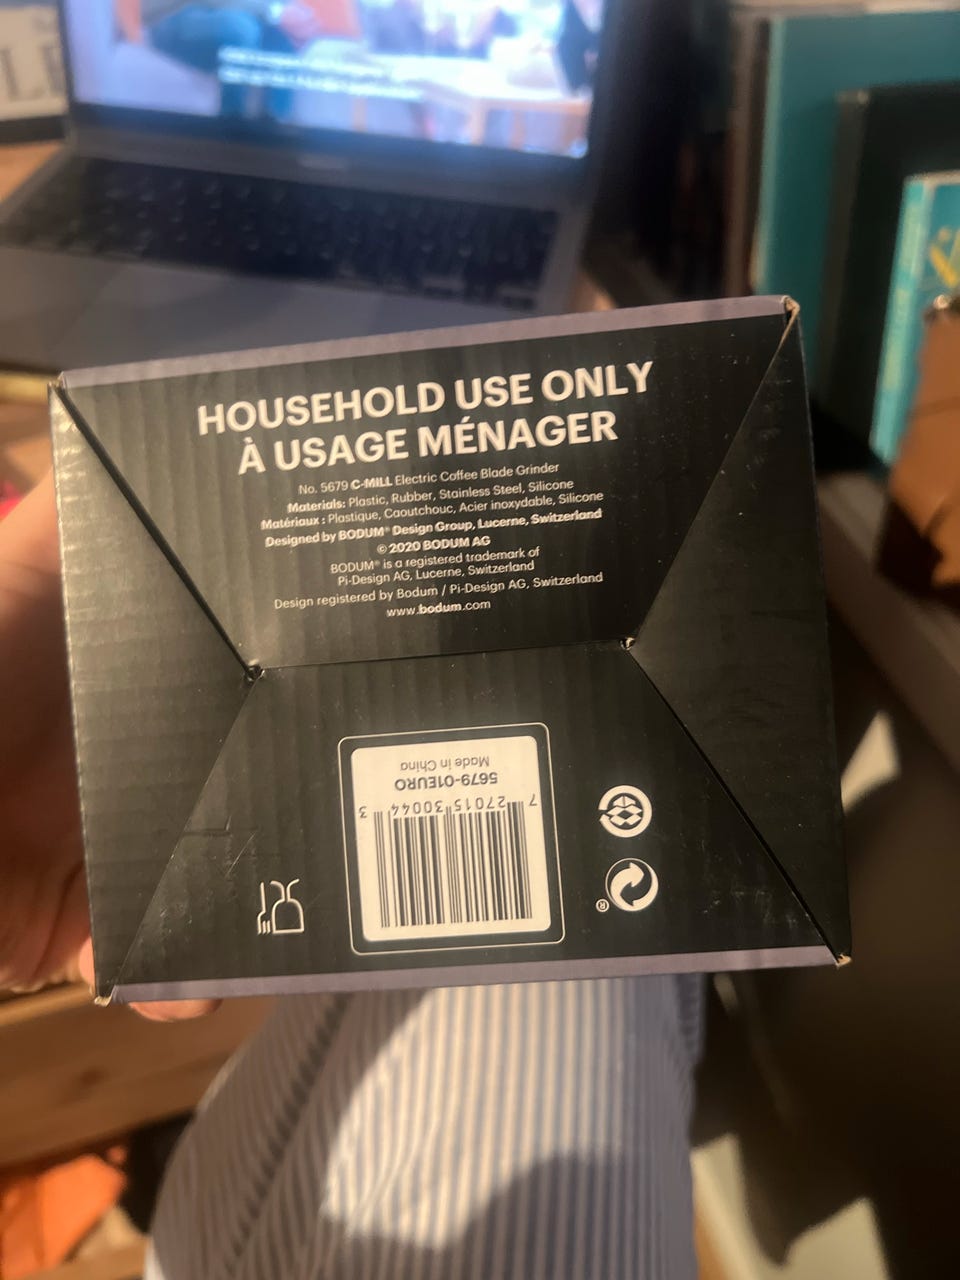 HOUSEHOLD USE ONLY
À USAGE MÉNAGER
No. 5679 C-MILL Electric Coffee Blade Grinder
Materials: Plastic, Rubber, Stainless Steel, Silicone
Matériaux : Plastique, Caoutchouc, Acier inoxydable, Silicone
Designed by BODUM® Design Group, Lucerne, Switzerland
© 2020 BODUM AG
BODUM® is a registered trademark of
Pi-Design AG, Lucerne, Switzerland
Design registered by Bodum / Pi-Design AG, Switzerland
www.bodum.com
Made in China
5679-01EURO
7 27015 30044 3
®